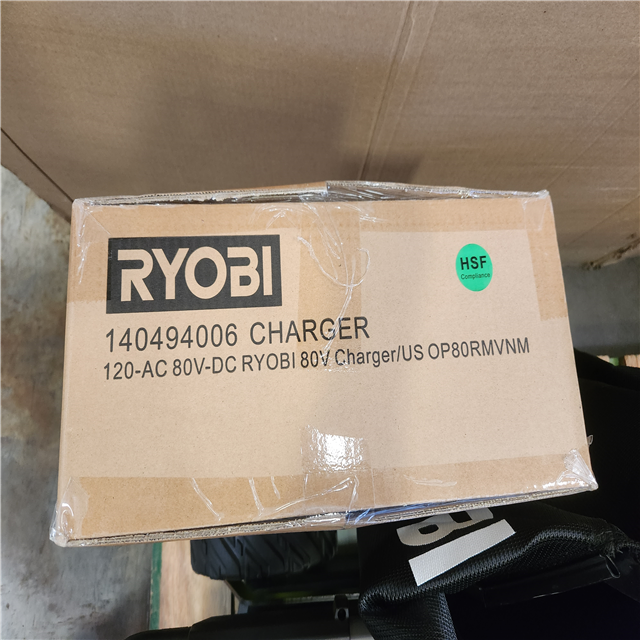 RYOBI
HSF
Compliance
140494006 CHARGER
120-AC 80V-DC RYOBI 80V Charger/US OP80RMVNM